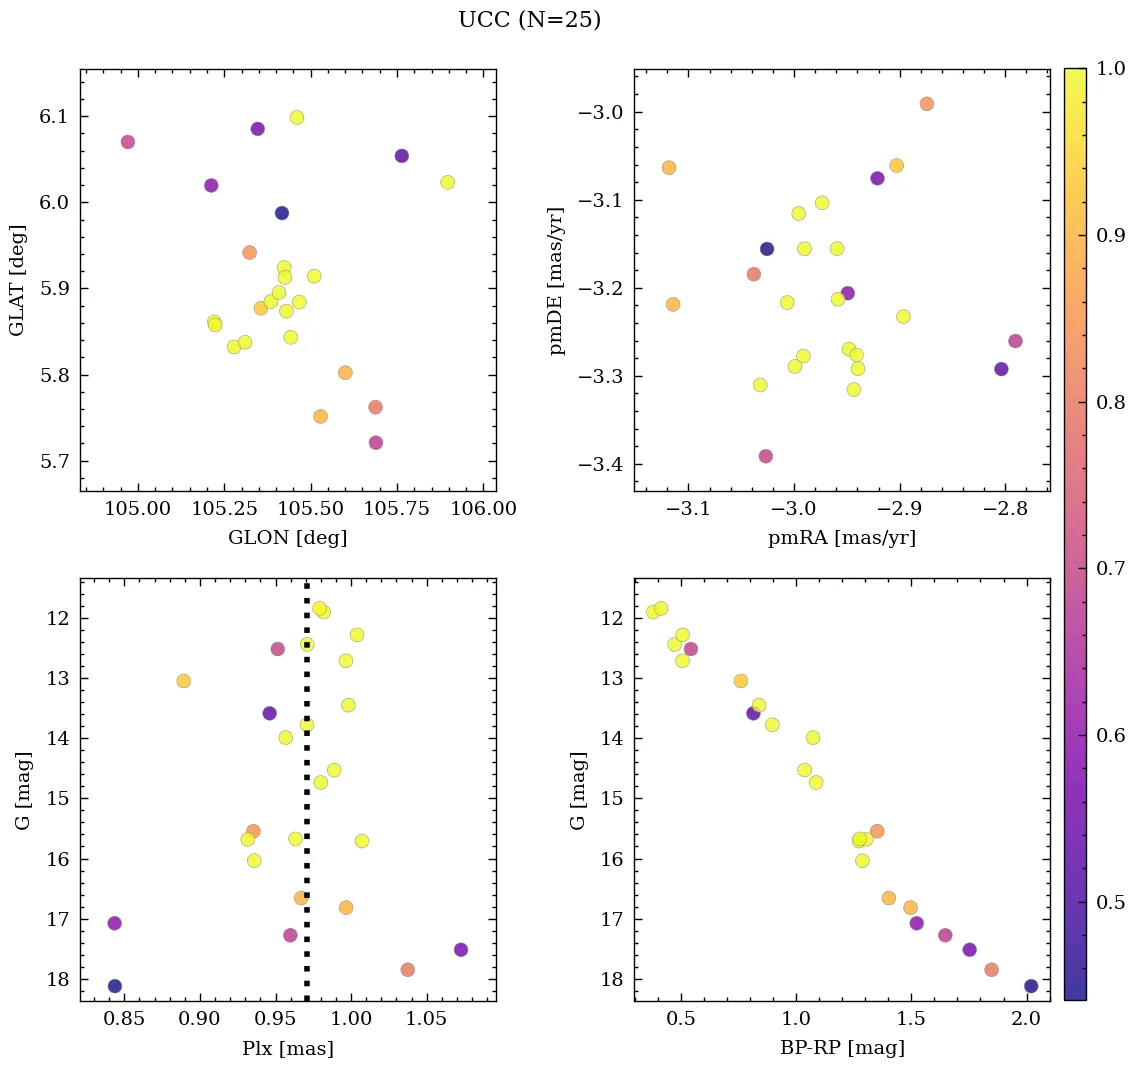 UCC (N=25)
6.1
6.0
5.9
5.8
5.7
GLAT [deg]
105.00 105.25 105.50 105.75 106.00
GLON [deg]
−3.0
−3.1
−3.2
−3.3
−3.4
pmDE [mas/yr]
−3.1 −3.0 −2.9 −2.8
pmRA [mas/yr]
12
13
14
15
16
17
18
G [mag]
0.85 0.90 0.95 1.00 1.05
Plx [mas]
12
13
14
15
16
17
18
G [mag]
0.5 1.0 1.5 2.0
BP-RP [mag]
1.0
0.9
0.8
0.7
0.6
0.5